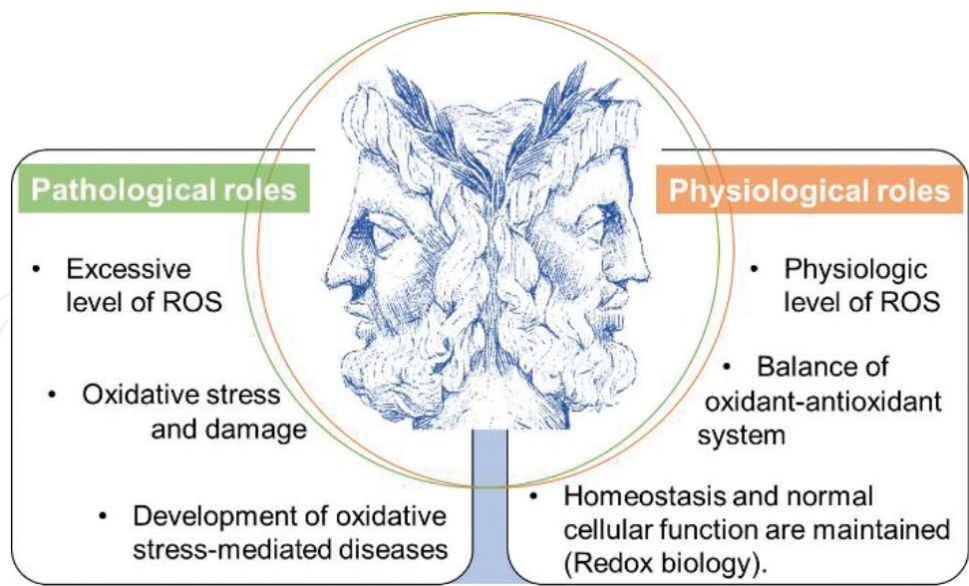 Pathological roles
• Excessive
level of ROS
• Oxidative stress
and damage
• Development of oxidative
stress-mediated diseases
Physiological roles
• Physiologic
level of ROS
• Balance of
oxidant-antioxidant
system
• Homeostasis and normal
cellular function are maintained
(Redox biology).